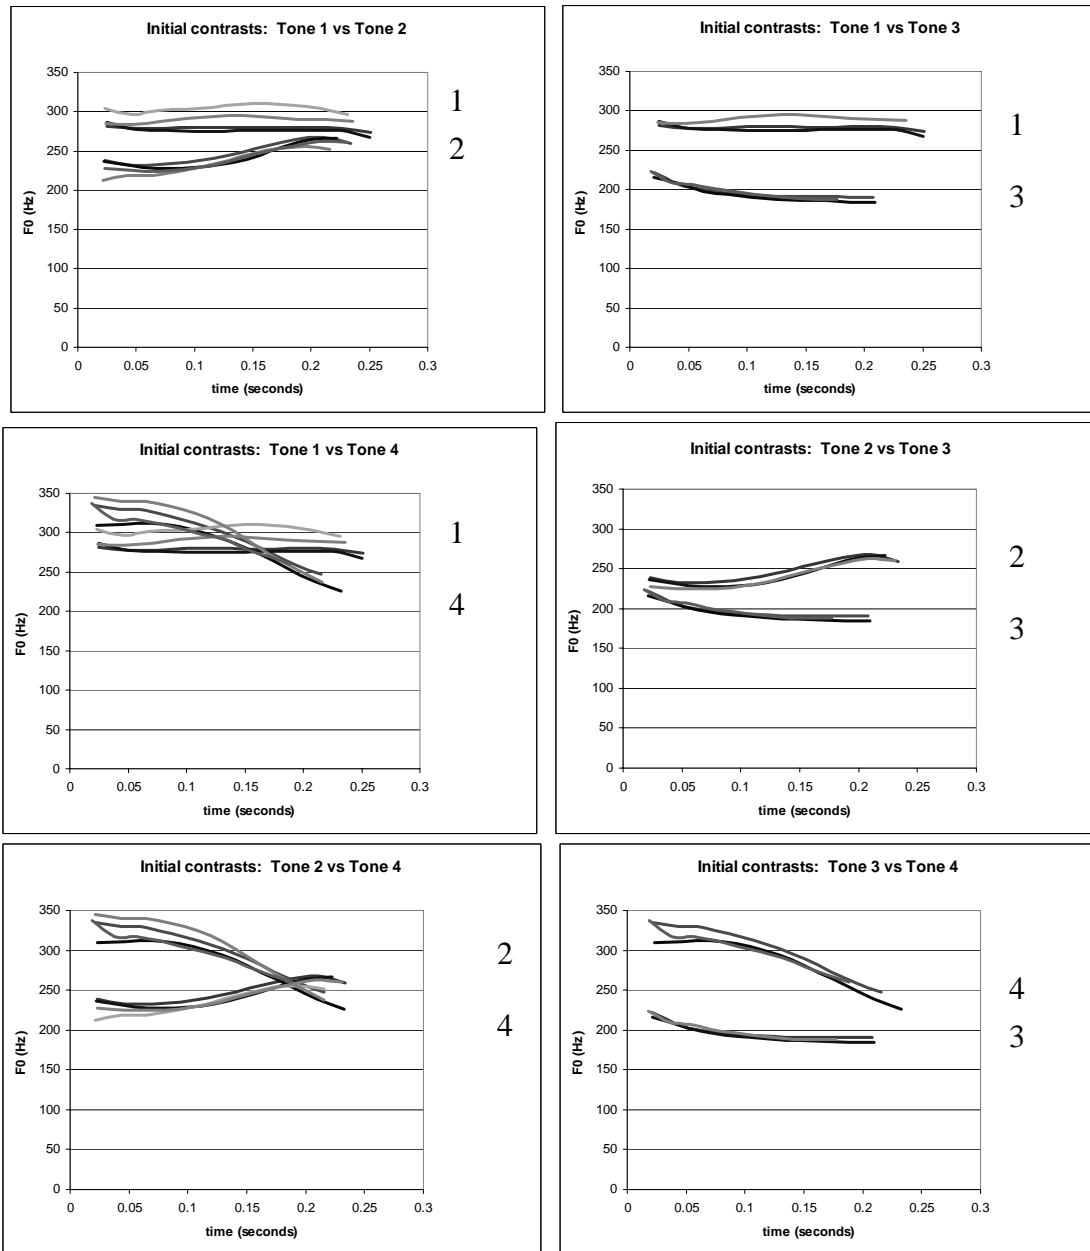 Initial contrasts: Tone 1 vs Tone 2
F0 (Hz)
350
300
250
200
150
100
50
0
0 0.05 0.1 0.15 0.2 0.25 0.3
time (seconds)
1
2
Initial contrasts: Tone 1 vs Tone 3
F0 (Hz)
350
300
250
200
150
100
50
0
0 0.05 0.1 0.15 0.2 0.25 0.3
time (seconds)
1
3
Initial contrasts: Tone 1 vs Tone 4
F0 (Hz)
350
300
250
200
150
100
50
0
0 0.05 0.1 0.15 0.2 0.25 0.3
time (seconds)
1
4
Initial contrasts: Tone 2 vs Tone 3
F0 (Hz)
350
300
250
200
150
100
50
0
0 0.05 0.1 0.15 0.2 0.25 0.3
time (seconds)
2
3
Initial contrasts: Tone 2 vs Tone 4
F0 (Hz)
350
300
250
200
150
100
50
0
0 0.05 0.1 0.15 0.2 0.25 0.3
time (seconds)
2
4
Initial contrasts: Tone 3 vs Tone 4
F0 (Hz)
350
300
250
200
150
100
50
0
0 0.05 0.1 0.15 0.2 0.25 0.3
time (seconds)
4
3